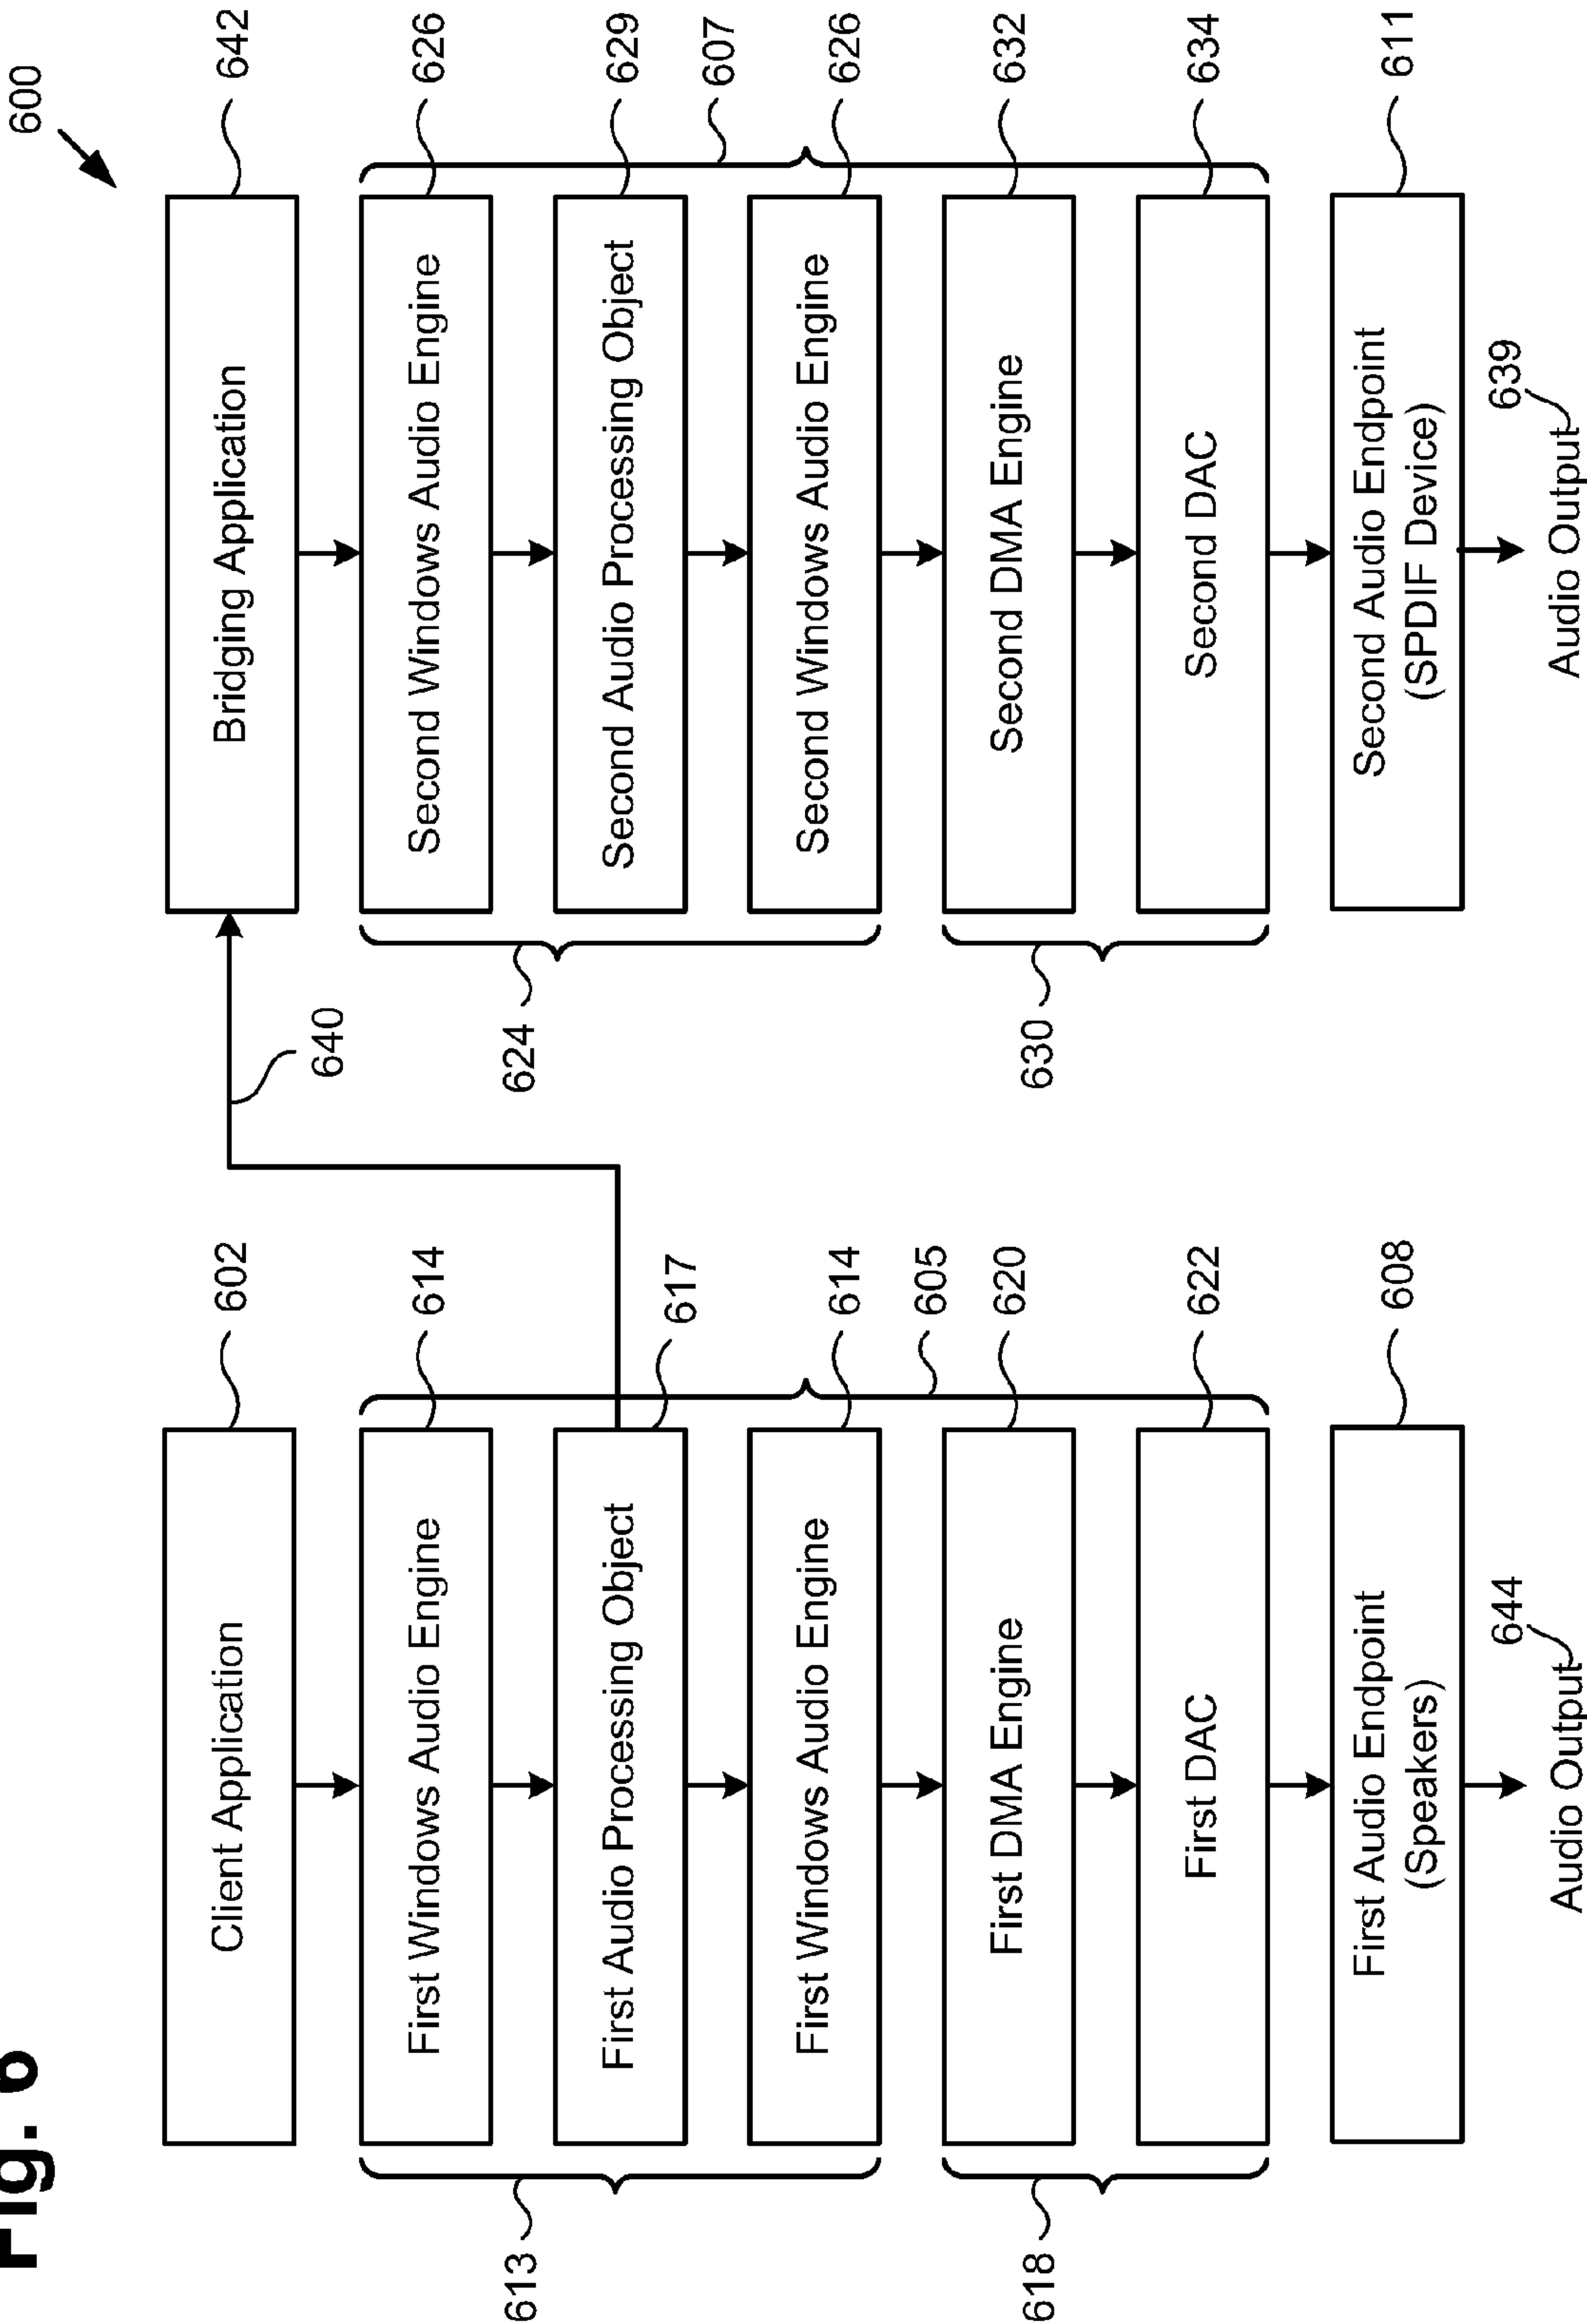 Fig. 6
600
Client Application
602
First Windows Audio Engine
614
First Audio Processing Object
617
First Windows Audio Engine
614
605
First DMA Engine
620
First DAC
622
First Audio Endpoint
(Speakers)
608
613
618
644
Audio Output
640
Bridging Application
642
Second Windows Audio Engine
626
Second Audio Processing Object
629
607
Second Windows Audio Engine
626
Second DMA Engine
632
Second DAC
634
Second Audio Endpoint
(SPDIF Device)
611
624
630
639
Audio Output